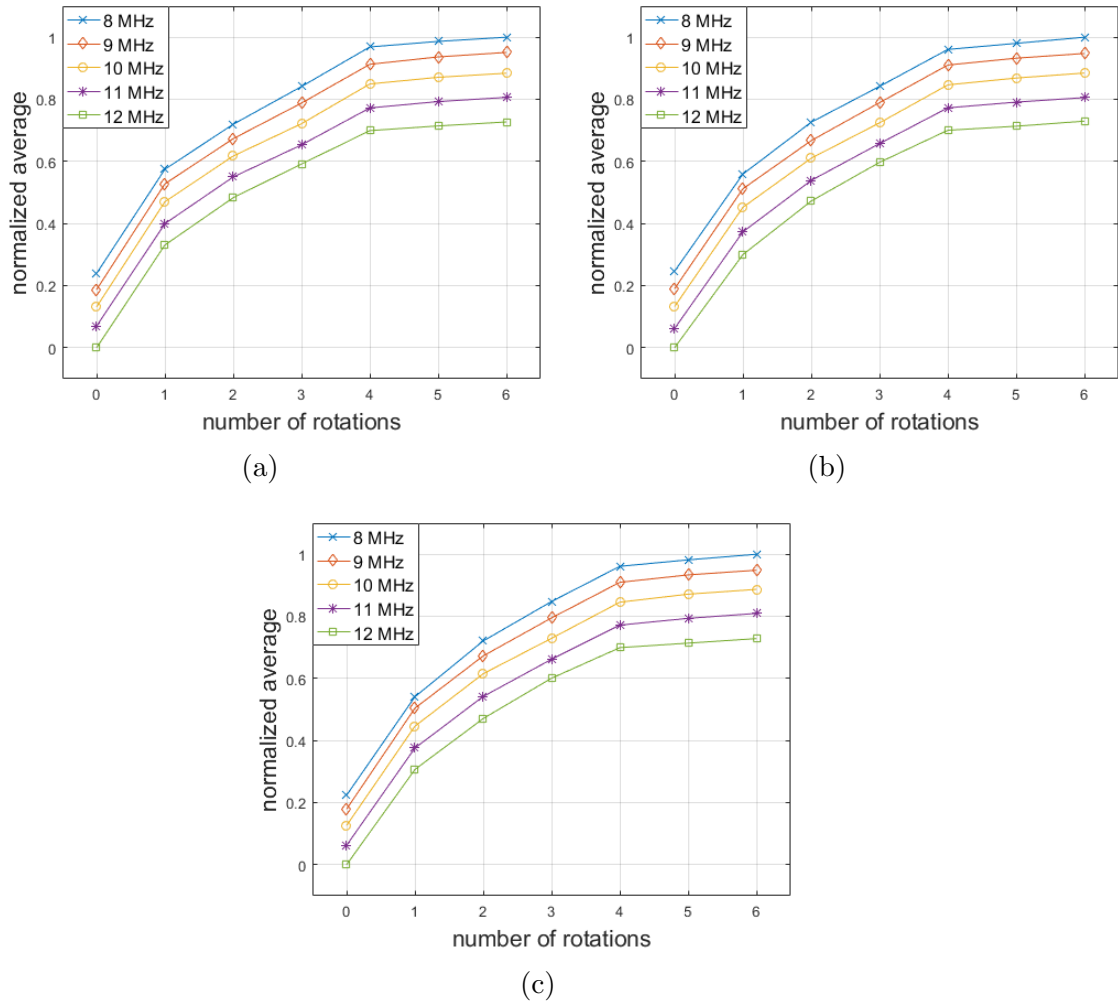 8 MHz
9 MHz
10 MHz
11 MHz
12 MHz
normalized average
1
0.8
0.6
0.4
0.2
0
0 1 2 3 4 5 6
number of rotations
(a)
8 MHz
9 MHz
10 MHz
11 MHz
12 MHz
normalized average
1
0.8
0.6
0.4
0.2
0
0 1 2 3 4 5 6
number of rotations
(b)
8 MHz
9 MHz
10 MHz
11 MHz
12 MHz
normalized average
1
0.8
0.6
0.4
0.2
0
0 1 2 3 4 5 6
number of rotations
(c)